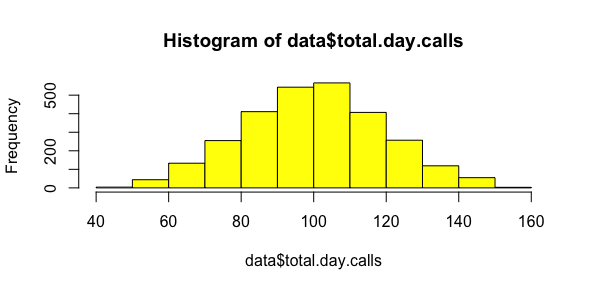 Histogram of data$total.day.calls
Frequency
500
200
0
40 60 80 100 120 140 160
data$total.day.calls